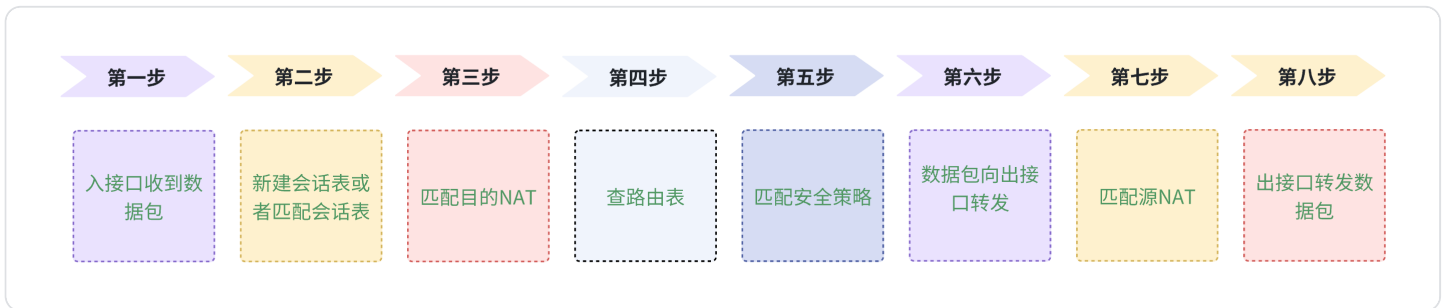 第一步
第二步
第三步
第四步
第五步
第六步
第七步
第八步
入接口收到数
据包
新建会话表或
者匹配会话表
匹配目的NAT
查路由表
匹配安全策略
数据包向出接
口转发
匹配源NAT
出接口转发数
据包